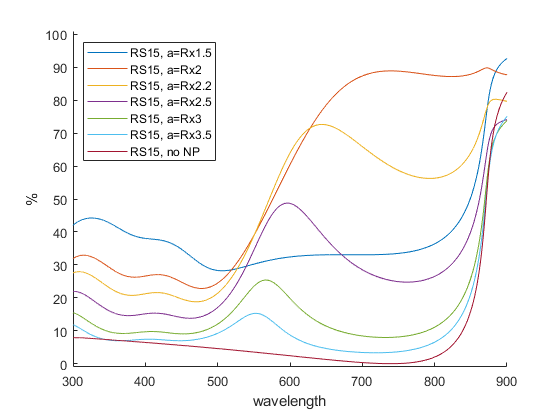 100
90
80
70
60
50
40
30
20
10
0
%
RS15, a=Rx1.5
RS15, a=Rx2
RS15, a=Rx2.2
RS15, a=Rx2.5
RS15, a=Rx3
RS15, a=Rx3.5
RS15, no NP
300 400 500 600 700 800 900
wavelength